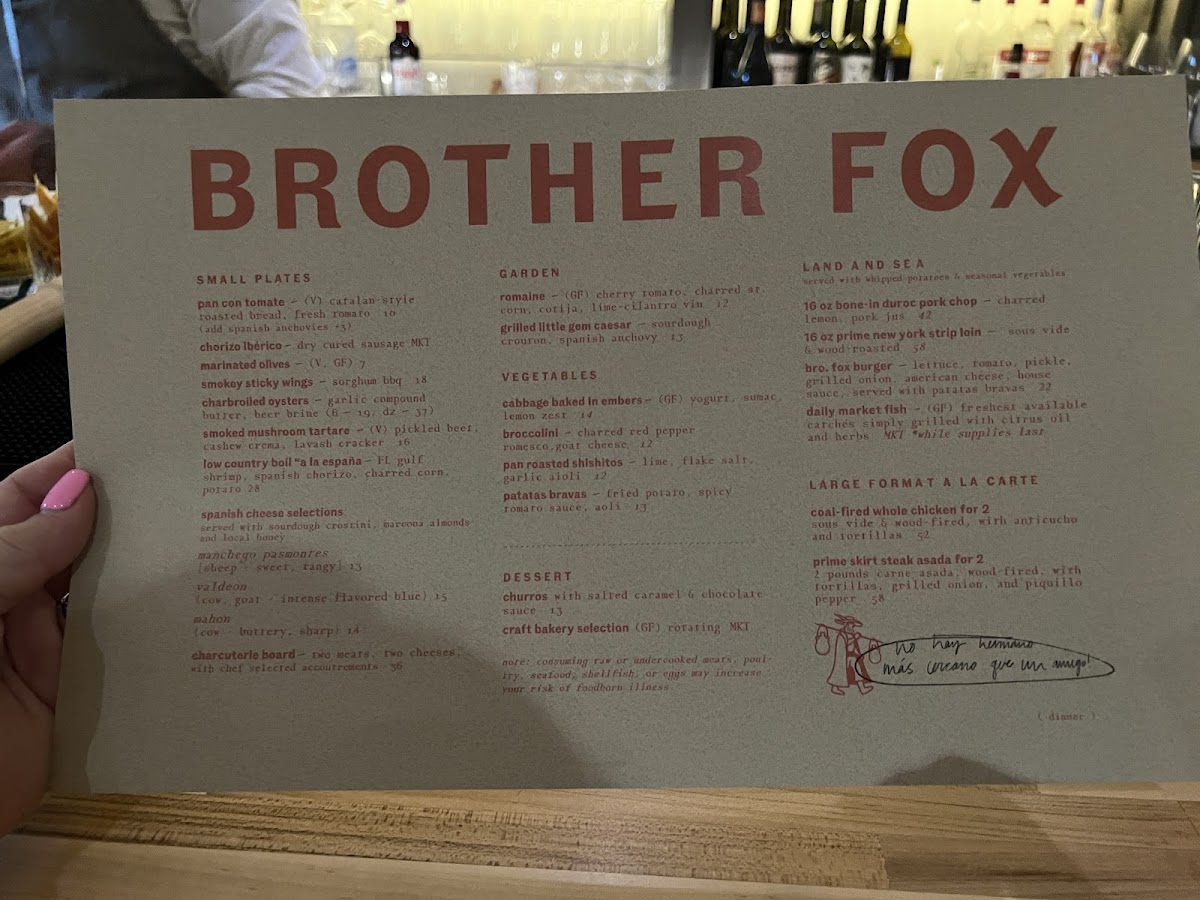 BROTHER FOX
SMALL PLATES
pan con tomate – (V) catalan-style
roasted bread, fresh tomato 10
(add spanish anchovies +3)
chorizo ibérico – dry cured sausage MKT
marinated olives – (V, GF) 7
smokey sticky wings – sorghum bbq 18
charbroiled oysters – garlic compound
butter, beer brine (6 – 19, dz – 37)
smoked mushroom tartare – (V) pickled beet,
cashew crema, lavash cracker 16
low country boil "a la españa – FL gulf
shrimp, spanish chorizo, charred corn,
potato 28
spanish cheese selections
served with sourdough crostini, marcona almonds
and local honey
manchego pasmontes
[sheep - sweet, tangy] 13
valdeon
(cow, goat - intense flavored blue) 15
mahon
(cow - buttery, sharp) 14
charcuterie board – two meats, two cheeses,
with chef selected accoutrements 36
GARDEN
romaine – (GF) cherry tomato, charred st.
corn, cotija, lime-cilantro vin 12
grilled little gem caesar – sourdough
crouton, spanish anchovy 13
VEGETABLES
cabbage baked in embers – (GF) yogurt, sumac,
lemon zest 14
broccolini – charred red pepper
romesco, goat cheese 12
pan roasted shishitos – lime, flake salt,
garlic aioli 12
patatas bravas – fried potato, spicy
tomato sauce, aoli 13
DESSERT
churros with salted caramel & chocolate
sauce 13
craft bakery selection (GF) rotating MKT
note: consuming raw or undercooked meats, poul-
try, seafood, shellfish, or eggs may increase
your risk of foodborn illness.
LAND AND SEA
served with whipped potatoes & seasonal vegetables
16 oz bone-in duroc pork chop – charred
lemon, pork jus 42
16 oz prime new york strip loin – sous vide
& wood-roasted 58
bro. fox burger – lettuce, tomato, pickle,
grilled onion, american cheese, house
sauce, served with patatas bravas 22
daily market fish – (GF) freshest available
catches simply grilled with citrus oil
and herbs MKT *while supplies last
LARGE FORMAT A LA CARTE
coal-fired whole chicken for 2
sous vide & wood-fired, with anticucho
and tortillas 52
prime skirt steak asada for 2
2 pounds carne asada, wood-fired, with
tortillas, grilled onion, and piquillo
pepper 58
no hay hermano
más cercano que un amigo!
( dinner )